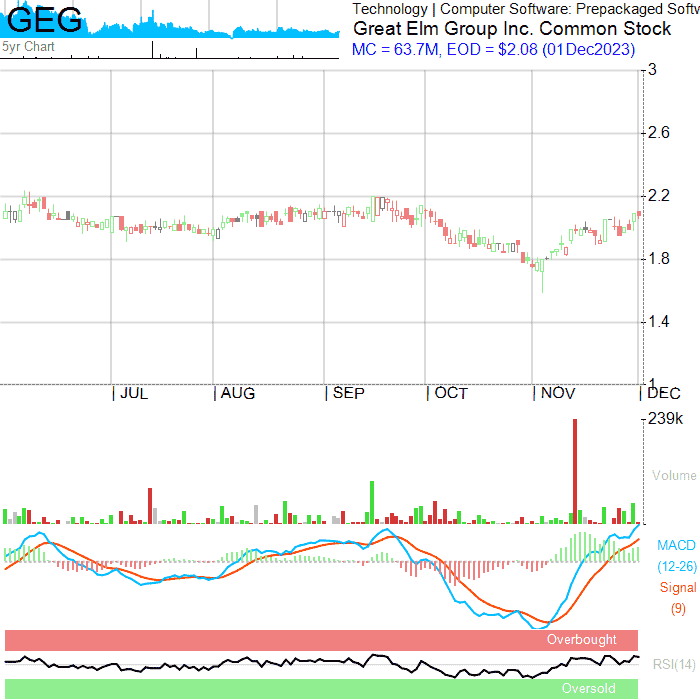 GEG
5yr Chart
Technology | Computer Software: Prepackaged Softw
Great Elm Group Inc. Common Stock
MC = 63.7M, EOD = $2.08 (01Dec2023)
3
2.6
2.2
1.8
1.4
1
| JUL | AUG | SEP | OCT | NOV | DEC
239k
Volume
MACD
(12-26)
Signal
(9)
Overbought
RSI(14)
Oversold